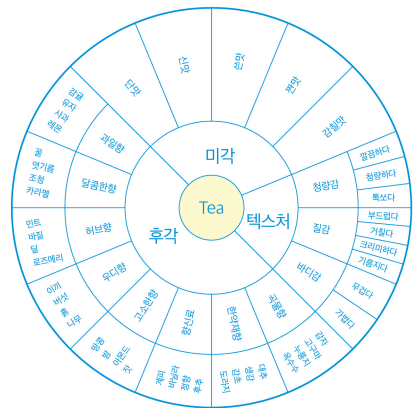 Tea
미각
단맛
신맛
쓴맛
짠맛
감칠맛
텍스처
청량감
깔끔하다
청량하다
톡쏘다
질감
부드럽다
거칠다
크리미하다
기름지다
바디감
무겁다
가볍다
후각
곡물향
감자
고구마
누룽지
옥수수
한약재향
대추
생강
감초
도라지
향신료
계피
바닐라
정향
후추
고소한향
땅콩
밤
아몬드
잣
우디향
이끼
버섯
흙
나무
허브향
민트
바질
딜
로즈메리
달콤한향
꿀
엿기름
조청
카라멜
과일향
감귤
유자
사과
레몬